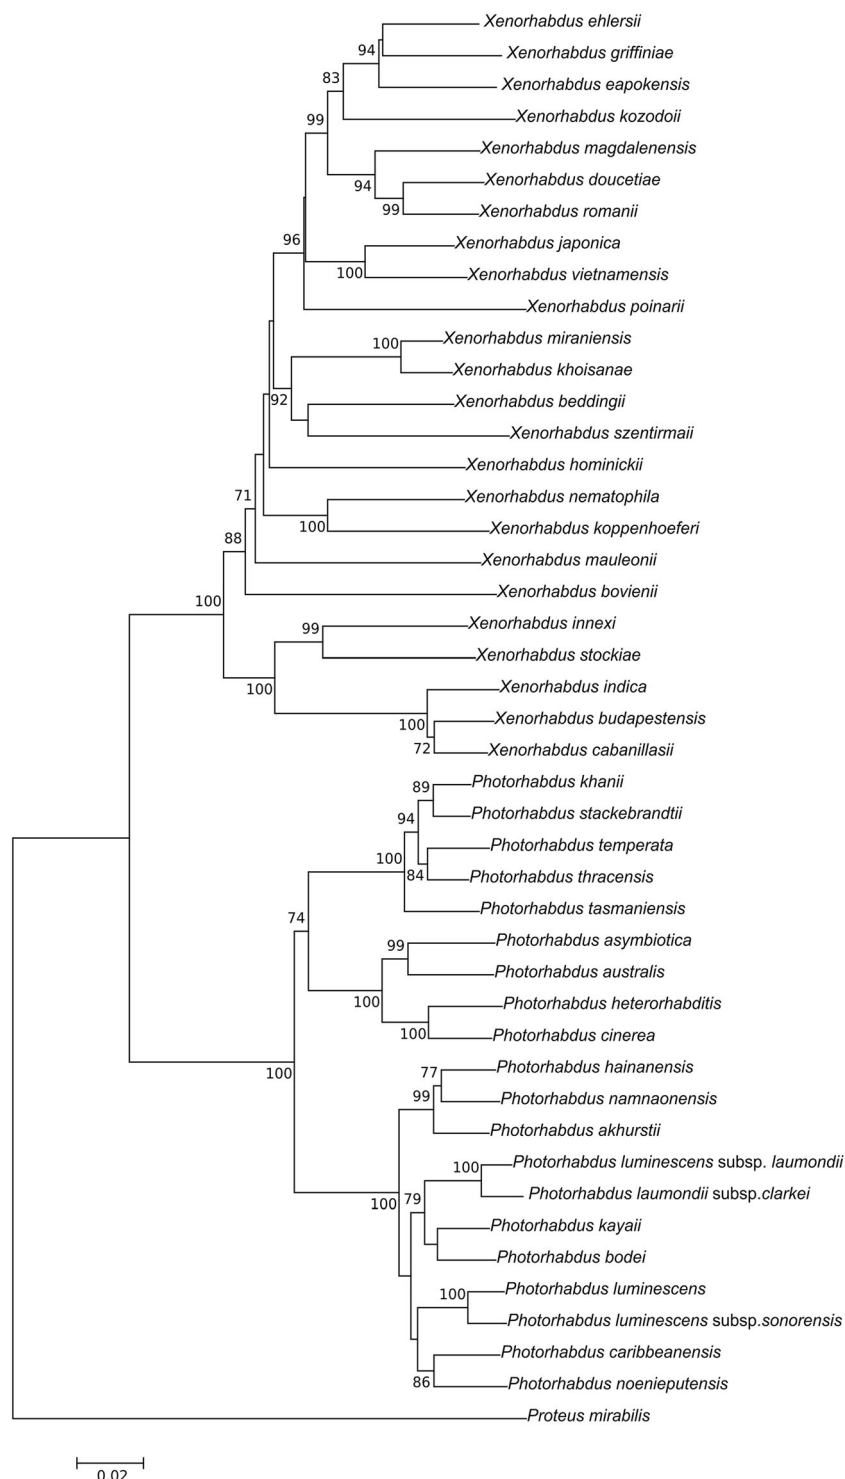 Xenorhabdus ehlersii
94
Xenorhabdus griffiniae
83
Xenorhabdus eapokensis
99
Xenorhabdus kozodoii
Xenorhabdus magdalenensis
94
Xenorhabdus doucetiae
99
Xenorhabdus romanii
96
Xenorhabdus japonica
100
Xenorhabdus vietnamensis
Xenorhabdus poinarii
100
Xenorhabdus miraniensis
Xenorhabdus khoisanae
92
Xenorhabdus beddingii
Xenorhabdus szentirmaii
Xenorhabdus hominickii
71
Xenorhabdus nematophila
100
Xenorhabdus koppenhoeferi
88
Xenorhabdus mauleonii
Xenorhabdus bovienii
100
99
Xenorhabdus innexi
Xenorhabdus stockiae
100
Xenorhabdus indica
100
Xenorhabdus budapestensis
72
Xenorhabdus cabanillasii
89
Photorhabdus khanii
94
Photorhabdus stackebrandtii
Photorhabdus temperata
100
84
Photorhabdus thracensis
Photorhabdus tasmaniensis
74
99
Photorhabdus asymbiotica
Photorhabdus australis
100
Photorhabdus heterorhabditis
100
Photorhabdus cinerea
100
77
Photorhabdus hainanensis
99
Photorhabdus namnaonensis
Photorhabdus akhurstii
100
Photorhabdus luminescens subsp. laumondii
100
79
Photorhabdus laumondii subsp.clarkei
Photorhabdus kayaii
Photorhabdus bodei
100
Photorhabdus luminescens
Photorhabdus luminescens subsp.sonorensis
Photorhabdus caribbeanensis
86
Photorhabdus noenieputensis
Proteus mirabilis
0.02